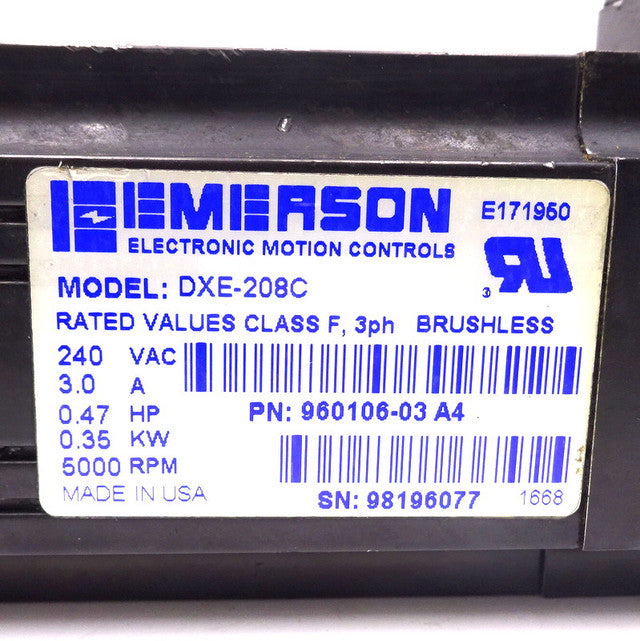 EMERSON E171950
ELECTRONIC MOTION CONTROLS
MODEL: DXE-208C
RATED VALUES CLASS F, 3ph BRUSHLESS
240 VAC
3.0 A
0.47 HP PN: 960106-03 A4
0.35 KW
5000 RPM
MADE IN USA SN: 98196077 1668